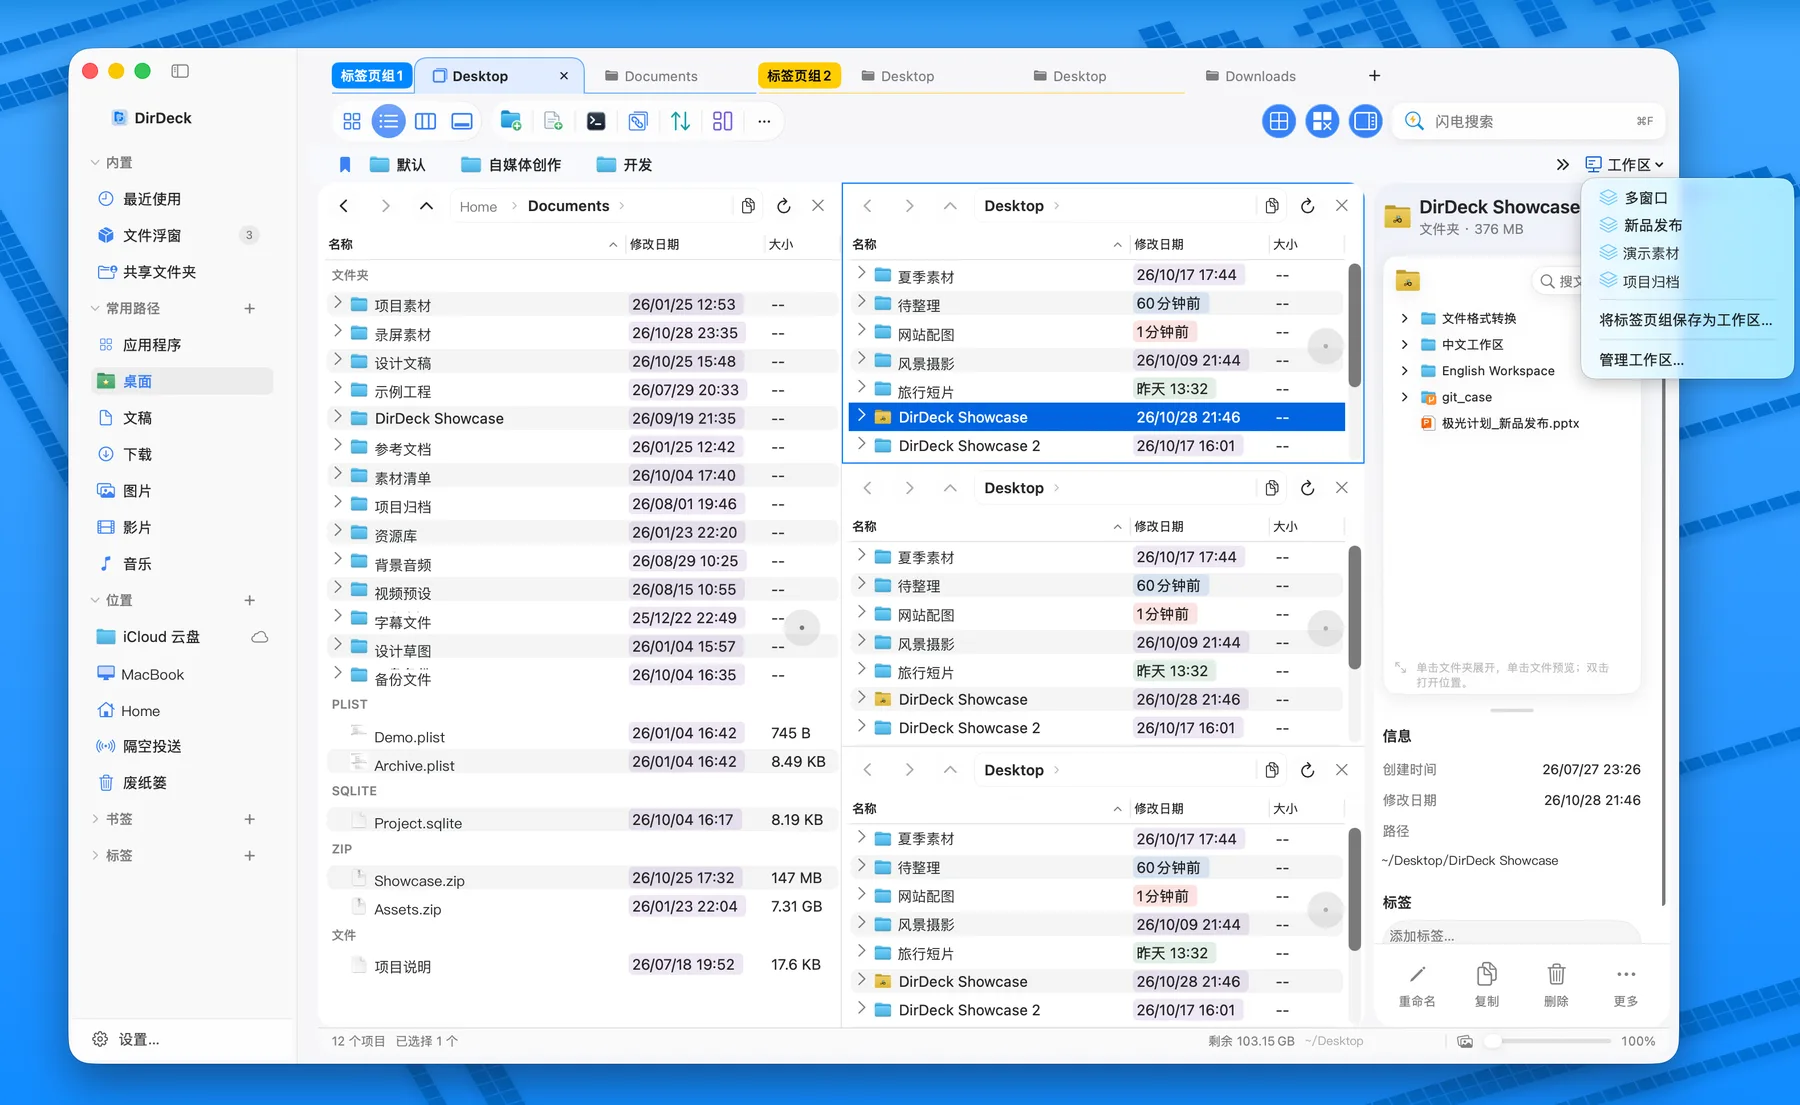 标签页组1
Desktop
Documents
标签页组2
Desktop
Desktop
Downloads
闪电搜索
⌘F
默认
自媒体创作
开发
工作区
DirDeck
内置
最近使用
文件浮窗
3
共享文件夹
常用路径
应用程序
桌面
文稿
下载
图片
影片
音乐
位置
iCloud 云盘
MacBook
Home
隔空投送
废纸篓
书签
标签
设置...
Home
Documents
名称
修改日期
大小
文件夹
项目素材 26/01/25 12:53 --
录屏素材 26/10/28 23:35 --
设计文稿 26/10/25 15:48 --
示例工程 26/07/29 20:33 --
DirDeck Showcase 26/09/19 21:35 --
参考文档 26/01/25 12:42 --
素材清单 26/10/04 17:40 --
项目归档 26/08/01 19:46 --
资源库 26/01/23 22:20 --
背景音频 26/08/29 10:25 --
视频预设 26/08/15 10:55 --
字幕文件 25/12/22 22:49 --
设计草图 26/01/04 15:57 --
备份文件 26/10/04 16:35 --
PLIST
Demo.plist 26/01/04 16:42 745 B
Archive.plist 26/01/04 16:42 8.49 KB
SQLITE
Project.sqlite 26/10/04 16:17 8.19 KB
ZIP
Showcase.zip 26/10/25 17:32 147 MB
Assets.zip 26/01/23 22:04 7.31 GB
文件
项目说明 26/07/18 19:52 17.6 KB
Desktop
名称
修改日期
大小
夏季素材 26/10/17 17:44 --
待整理 60分钟前 --
网站配图 1分钟前 --
风景摄影 26/10/09 21:44 --
旅行短片 昨天 13:32 --
DirDeck Showcase 26/10/28 21:46 --
DirDeck Showcase 2 26/10/17 16:01 --
Desktop
名称
修改日期
大小
夏季素材 26/10/17 17:44 --
待整理 60分钟前 --
网站配图 1分钟前 --
风景摄影 26/10/09 21:44 --
旅行短片 昨天 13:32 --
DirDeck Showcase 26/10/28 21:46 --
DirDeck Showcase 2 26/10/17 16:01 --
Desktop
名称
修改日期
大小
夏季素材 26/10/17 17:44 --
待整理 60分钟前 --
网站配图 1分钟前 --
风景摄影 26/10/09 21:44 --
旅行短片 昨天 13:32 --
DirDeck Showcase 26/10/28 21:46 --
DirDeck Showcase 2 26/10/17 16:01 --
DirDeck Showcase
文件夹 · 376 MB
搜文
文件格式转换
中文工作区
English Workspace
git_case
极光计划_新品发布.pptx
单击文件夹展开，单击文件预览；双击
打开位置。
多窗口
新品发布
演示素材
项目归档
将标签页组保存为工作区...
管理工作区...
信息
创建时间 26/07/27 23:26
修改日期 26/10/28 21:46
路径
~/Desktop/DirDeck Showcase
标签
添加标签...
重命名
复制
删除
更多
12 个项目 已选择 1 个
剩余 103.15 GB ~/Desktop
100%